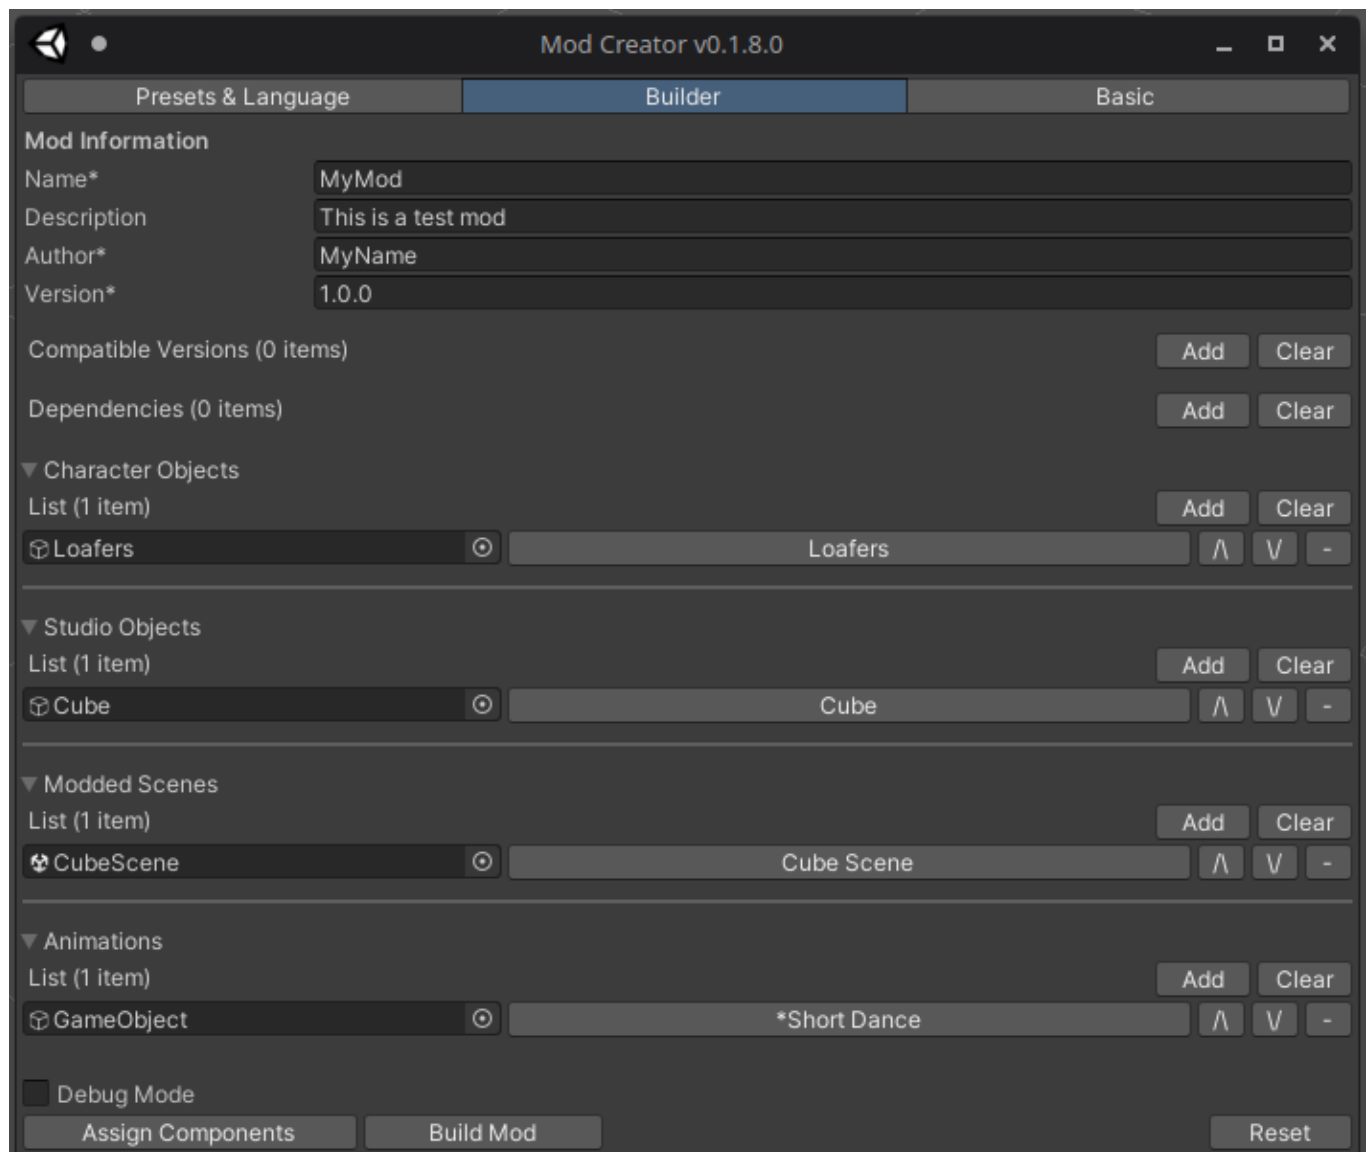 Mod Creator v0.1.8.0
Presets & Language Builder Basic
Mod Information
Name* MyMod
Description This is a test mod
Author* MyName
Version* 1.0.0
Compatible Versions (0 items) Add Clear
Dependencies (0 items) Add Clear
Character Objects
List (1 item) Add Clear
Loafers Loafers /\ \/ -
Studio Objects
List (1 item) Add Clear
Cube Cube /\ \/ -
Modded Scenes
List (1 item) Add Clear
CubeScene Cube Scene /\ \/ -
Animations
List (1 item) Add Clear
GameObject *Short Dance /\ \/ -
Debug Mode
Assign Components Build Mod Reset